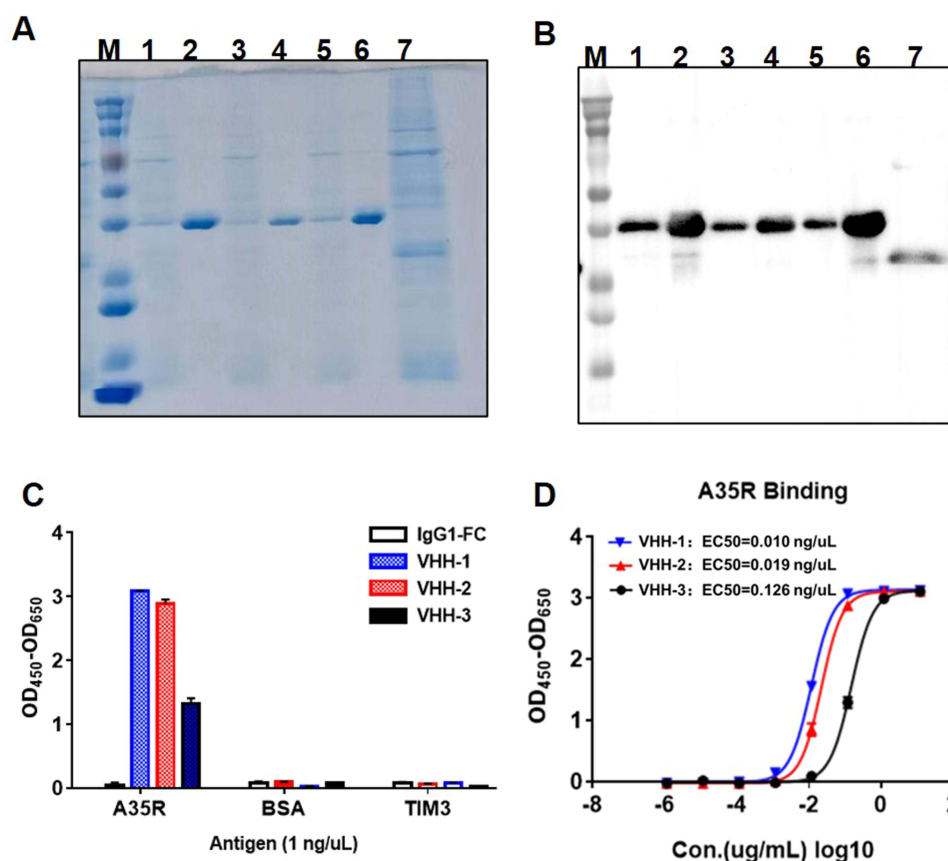 A
M 1 2 3 4 5 6 7
B
M 1 2 3 4 5 6 7
C
OD450-OD650
4
3
2
1
0
IgG1-FC
VHH-1
VHH-2
VHH-3
A35R BSA TIM3
Antigen (1 ng/uL)
D
A35R Binding
OD450-OD650
4
3
2
1
0
VHH-1: EC50=0.010 ng/uL
VHH-2: EC50=0.019 ng/uL
VHH-3: EC50=0.126 ng/uL
-8 -6 -4 -2 0 2
Con.(ug/mL) log10